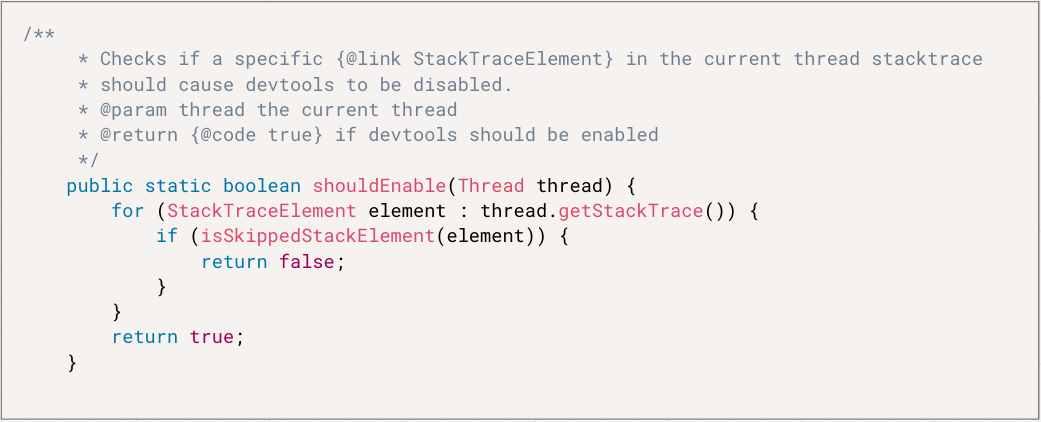 /**
     * Checks if a specific {@link StackTraceElement} in the current thread stacktrace
     * should cause devtools to be disabled.
     * @param thread the current thread
     * @return {@code true} if devtools should be enabled
     */
    public static boolean shouldEnable(Thread thread) {
        for (StackTraceElement element : thread.getStackTrace()) {
            if (isSkippedStackElement(element)) {
                return false;
            }
        }
        return true;
    }